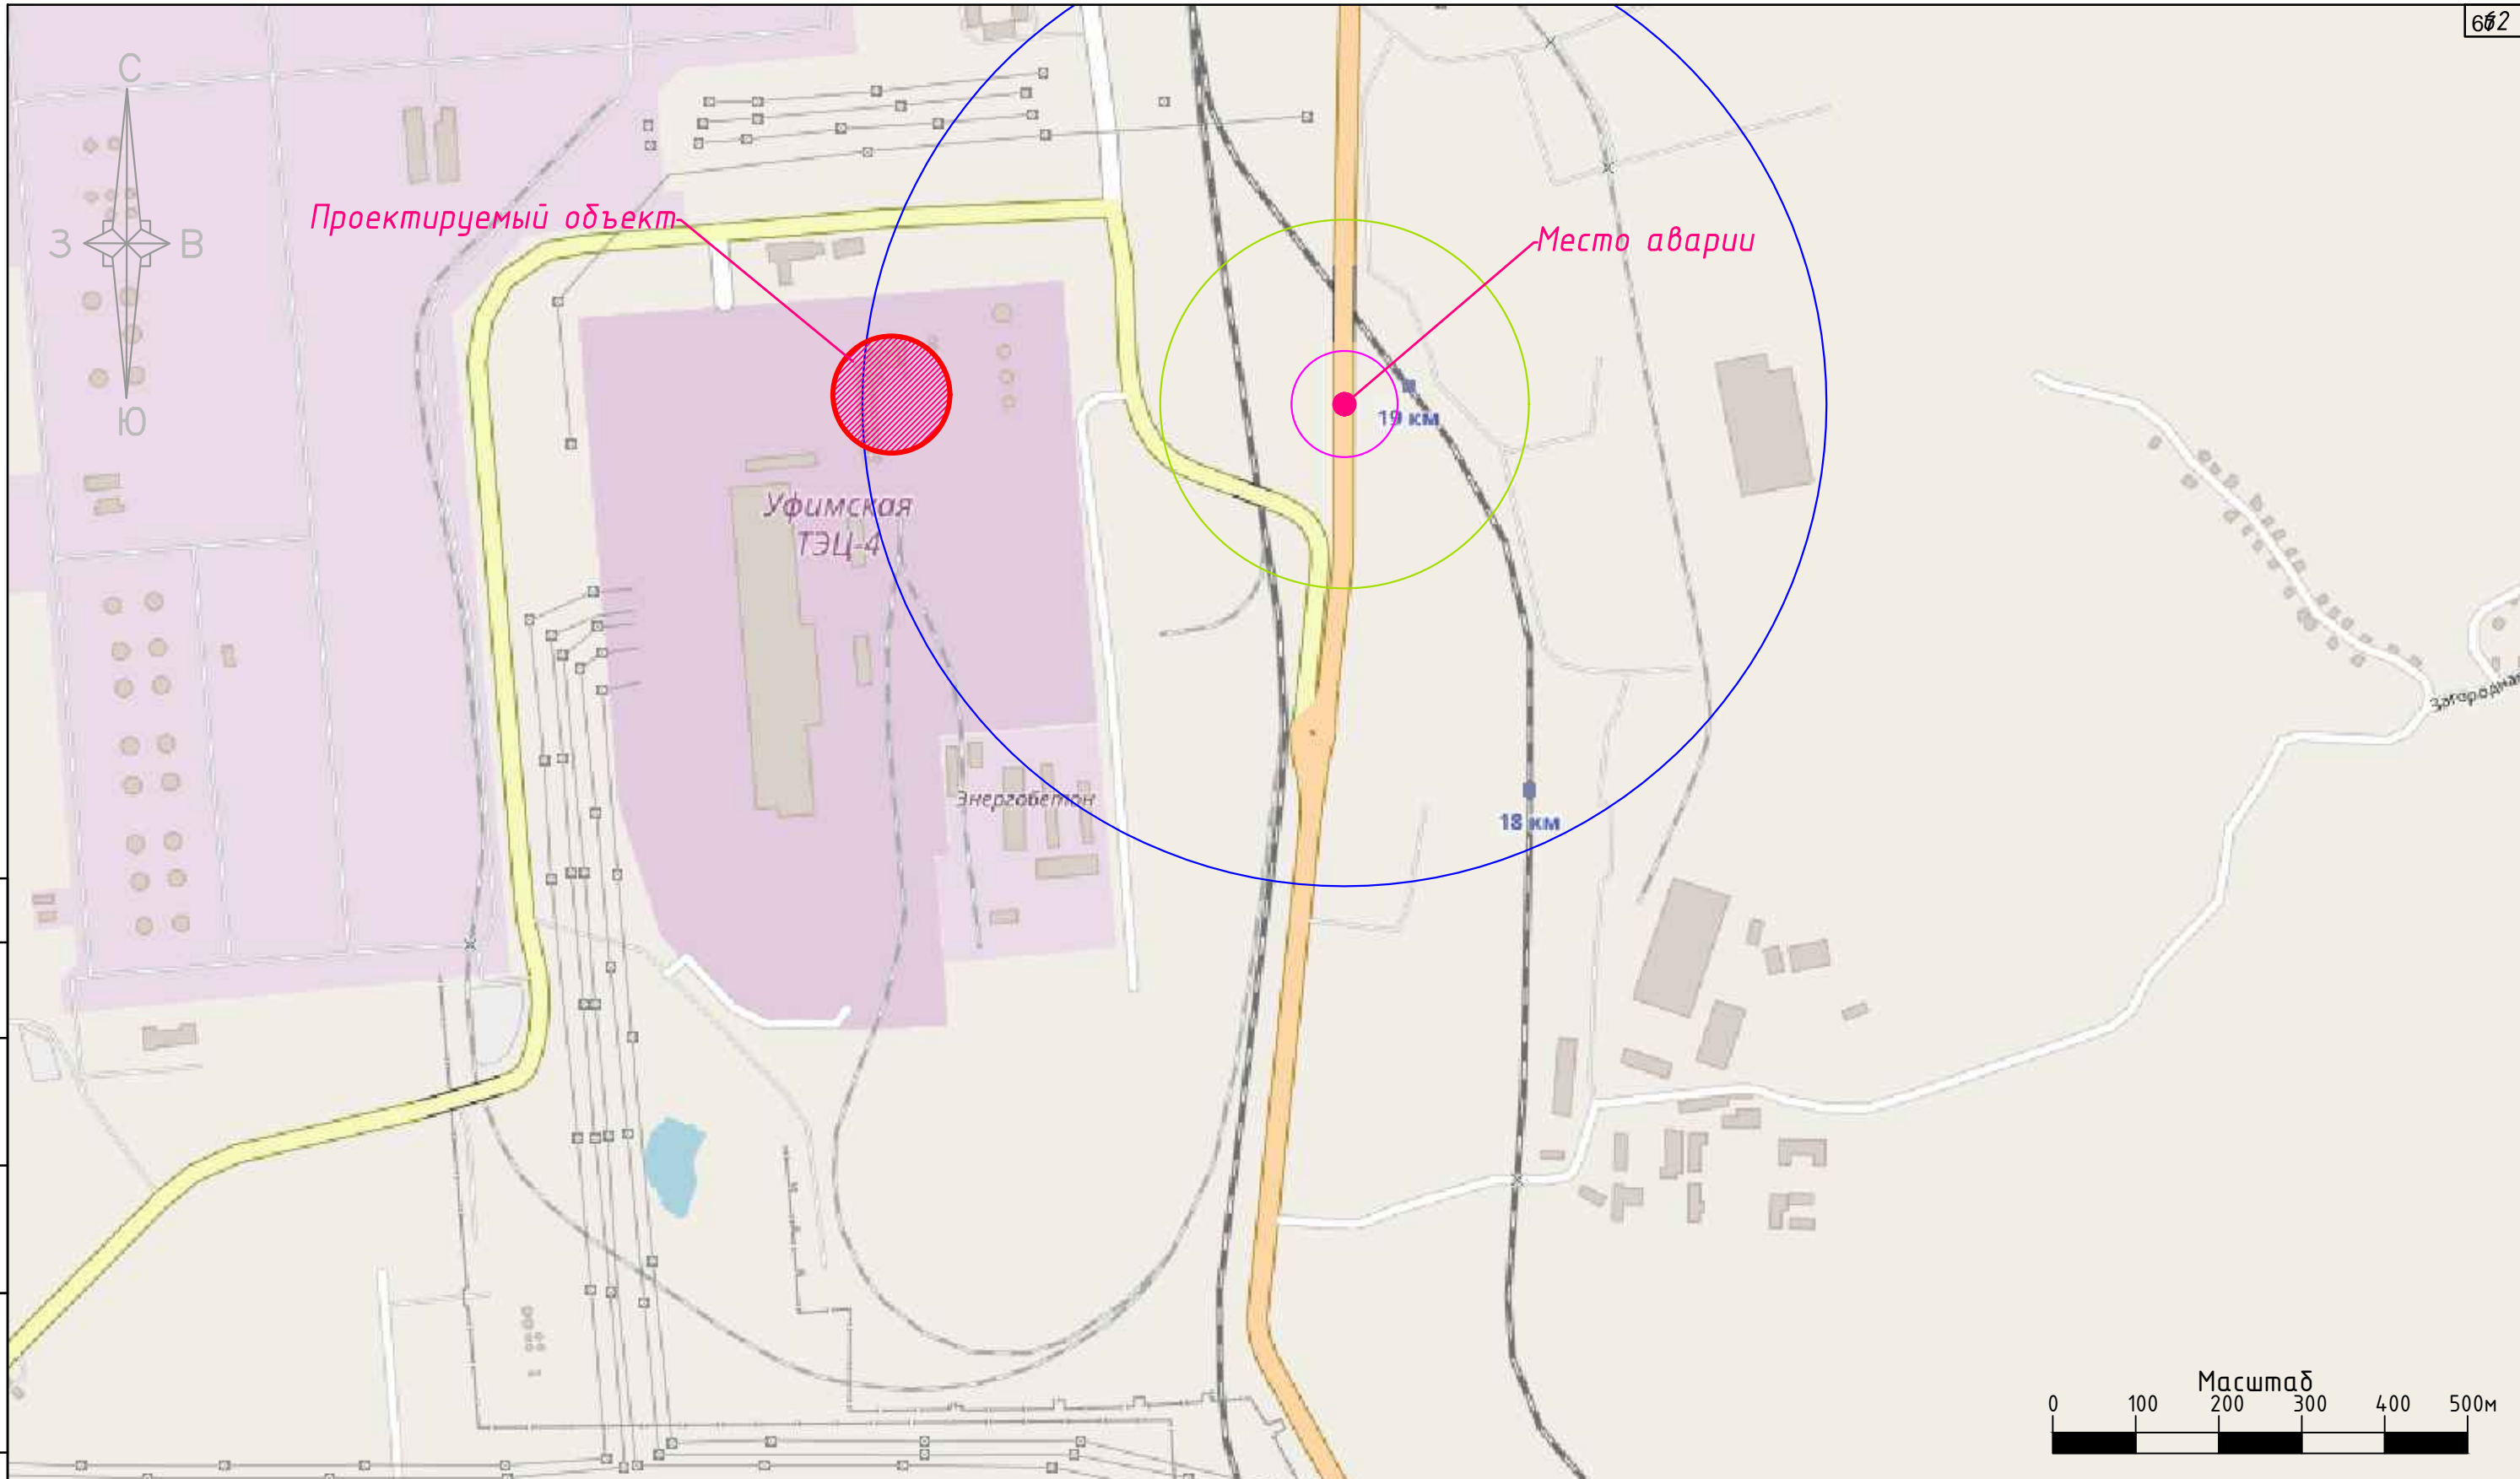 С
З
В
Ю
Проектируемый объект
Место аварии
19 км
Уфимская
ТЭЦ-4
Энергобетон
18 км
Загородная
Масштаб
0 100 200 300 400 500м